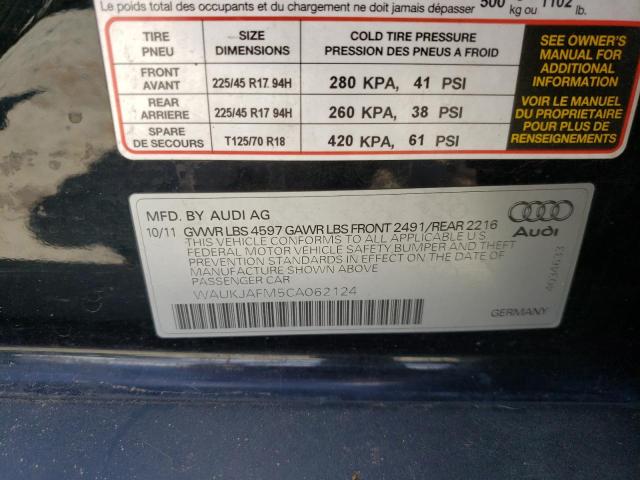 Le poids total des occupants et du chargement ne doit jamais dépasser 500 kg ou 1102 lb.
TIRE PNEU SIZE DIMENSIONS COLD TIRE PRESSURE PRESSION DES PNEUS A FROID
FRONT AVANT 225/45 R17 94H 280 KPA, 41 PSI
REAR ARRIERE 225/45 R17 94H 260 KPA, 38 PSI
SPARE DE SECOURS T125/70 R18 420 KPA, 61 PSI
SEE OWNER'S
MANUAL FOR
ADDITIONAL
INFORMATION
VOIR LE MANUEL
DU PROPRIETAIRE
POUR PLUS DE
RENSEIGNEMENTS
MFD. BY AUDI AG
10/11 GVWR LBS 4597 GAWR LBS FRONT 2491/REAR 2216
THIS VEHICLE CONFORMS TO ALL APPLICABLE U.S
FEDERAL MOTOR VEHICLE SAFETY BUMPER AND THEFT
PREVENTION STANDARDS IN EFFECT ON THE DATE OF
MANUFACTURE SHOWN ABOVE
PASSENGER CAR
WAUKJAFM5CA062124
Audi
4034633
GERMANY